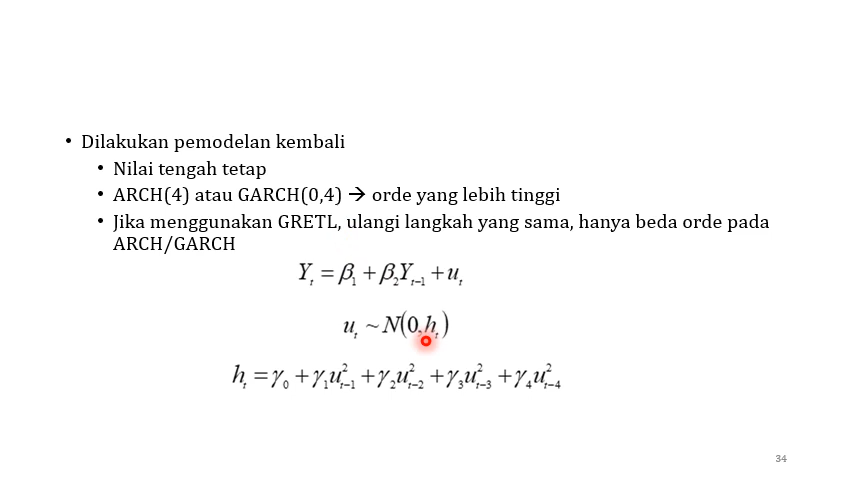 • Dilakukan pemodelan kembali
• Nilai tengah tetap
• ARCH(4) atau GARCH(0,4) → orde yang lebih tinggi
• Jika menggunakan GRETL, ulangi langkah yang sama, hanya beda orde pada
ARCH/GARCH
Y_t = β_1 + β_2 Y_{t−1} + u_t
u_t ~ N(0, h_t)
h_t = γ_0 + γ_1 u²_{t−1} + γ_2 u²_{t−2} + γ_3 u²_{t−3} + γ_4 u²_{t−4}
34